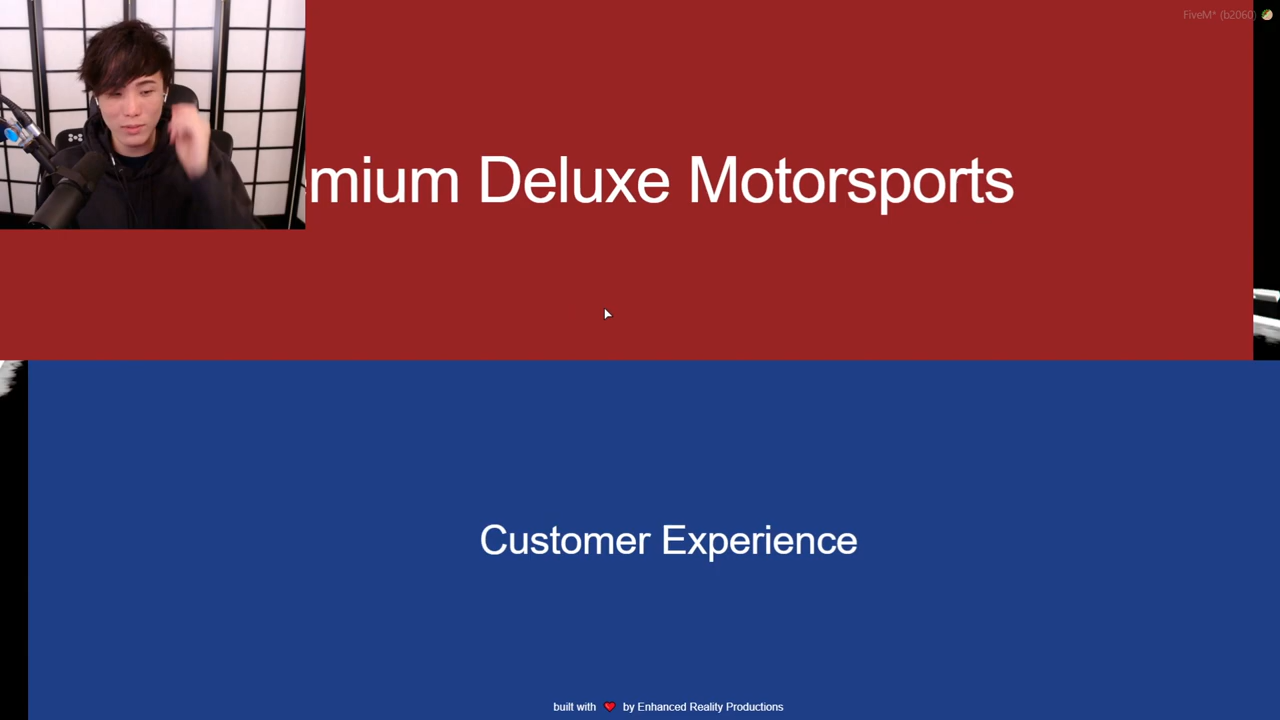 FiveM* (b2060)
mium Deluxe Motorsports
Customer Experience
built with ❤ by Enhanced Reality Productions